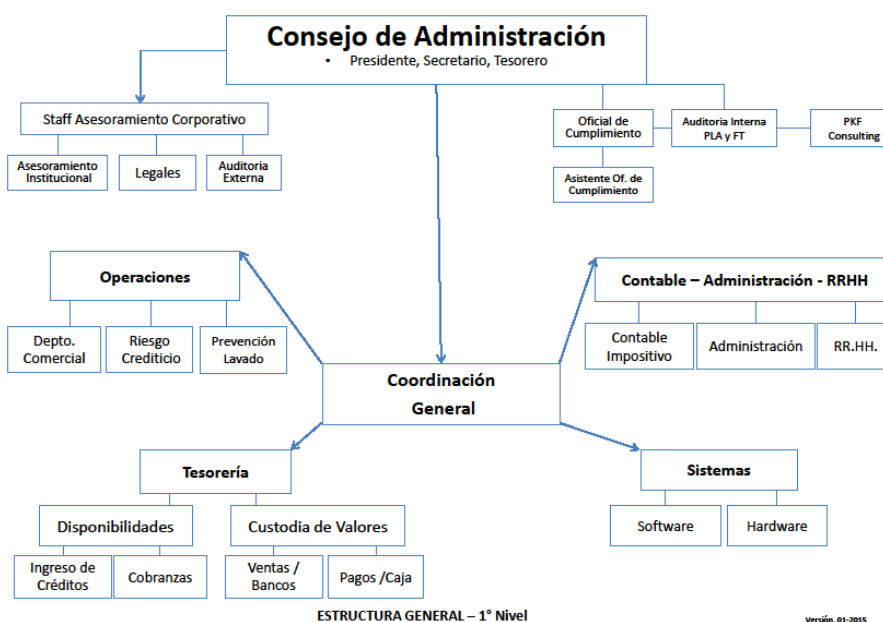 Consejo de Administración
• Presidente, Secretario, Tesorero
Staff Asesoramiento Corporativo
Asesoramiento
Institucional
Legales
Auditoria
Externa
Oficial de
Cumplimiento
Auditoria Interna
PLA y FT
PKF
Consulting
Asistente Of. de
Cumplimiento
Operaciones
Depto.
Comercial
Riesgo
Crediticio
Prevención
Lavado
Contable – Administración - RRHH
Contable
Impositivo
Administración
RR.HH.
Coordinación
General
Tesorería
Disponibilidades
Custodia de Valores
Ingreso de
Créditos
Cobranzas
Ventas /
Bancos
Pagos /Caja
Sistemas
Software
Hardware
ESTRUCTURA GENERAL – 1° Nivel
Versión. 01-2015